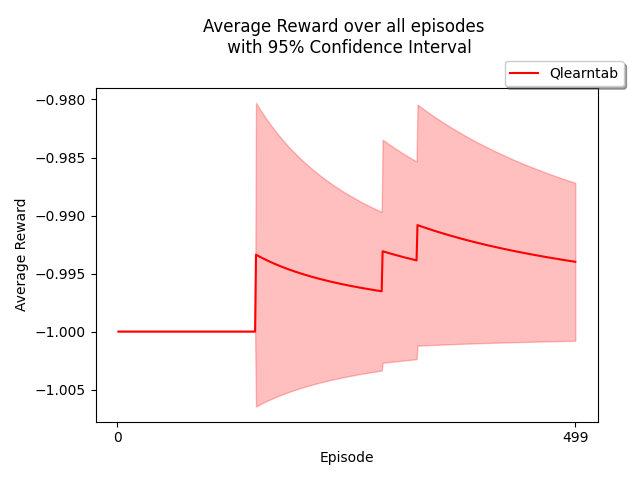 Average Reward over all episodes
with 95% Confidence Interval
Qlearntab
−0.980
−0.985
−0.990
−0.995
−1.000
−1.005
Average Reward
0
499
Episode